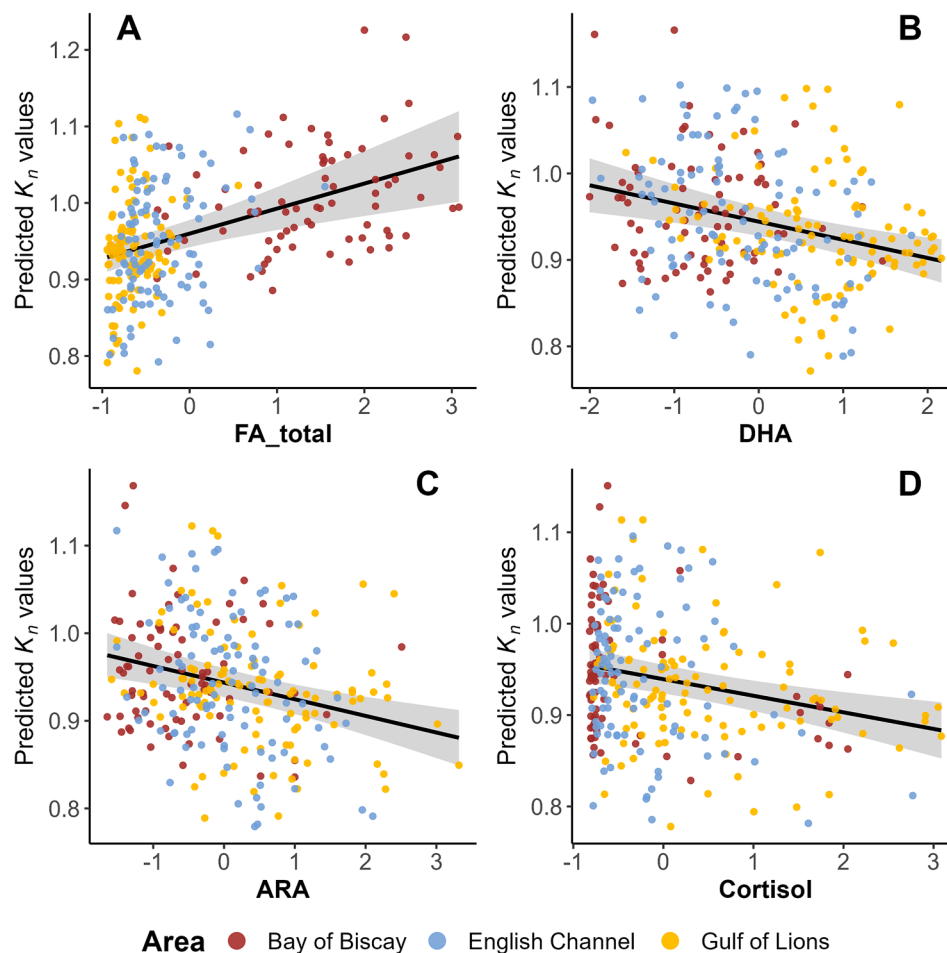 A
B
Predicted Kn values
1.2
1.1
1.0
0.9
0.8
-1 0 1 2 3
FA_total
Predicted Kn values
1.1
1.0
0.9
0.8
-2 -1 0 1 2
DHA
C
D
Predicted Kn values
1.1
1.0
0.9
0.8
-1 0 1 2 3
ARA
Predicted Kn values
1.1
1.0
0.9
0.8
-1 0 1 2 3
Cortisol
Area Bay of Biscay English Channel Gulf of Lions